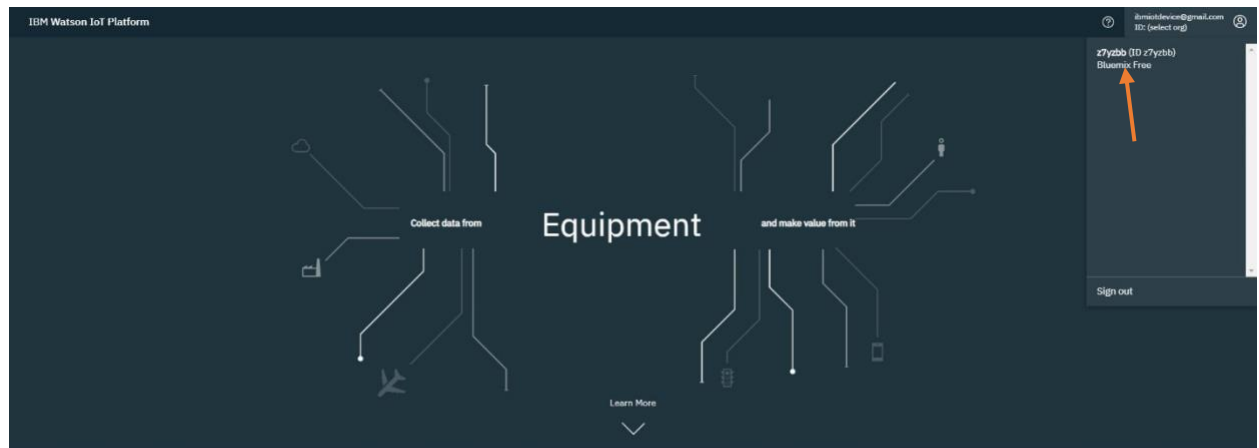 IBM Watson IoT Platform
ibmiotdevice@gmail.com
ID: (select org)
z7yzbb (ID z7yzbb)
Bluemix Free
Collect data from
Equipment
and make value from it
Sign out
Learn More